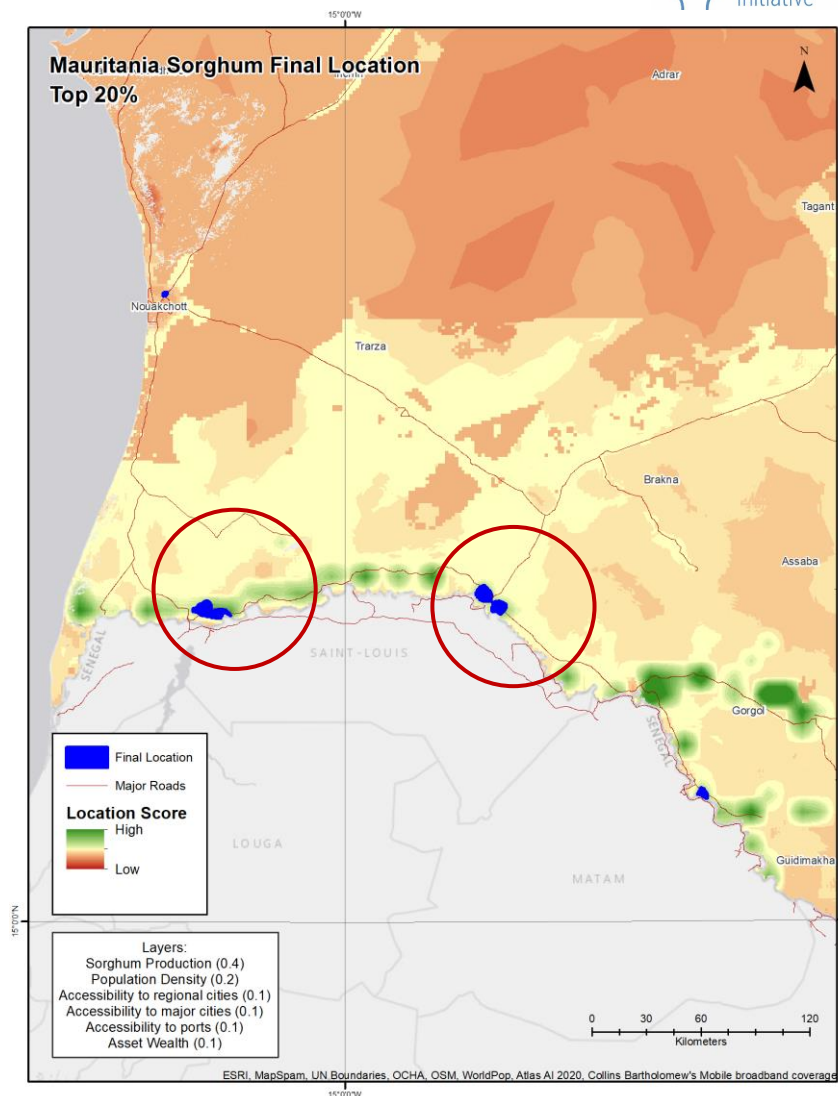 Initiative
15°0'0"W
Mauritania Sorghum Final Location
Top 20%
N
Inchiri
Adrar
Tagant
Nouakchott
Trarza
Brakna
Assaba
SENEGAL
SAINT-LOUIS
Gorgol
SENEGAL
Final Location
Major Roads
Location Score
High
Low
LOUGA
MATAM
Guidimakha
15°0'0"N
Layers:
Sorghum Production (0.4)
Population Density (0.2)
Accessibility to regional cities (0.1)
Accessibility to major cities (0.1)
Accessibility to ports (0.1)
Asset Wealth (0.1)
0 30 60 120
Kilometers
ESRI, MapSpam, UN Boundaries, OCHA, OSM, WorldPop, Atlas AI 2020, Collins Bartholomew's Mobile broadband coverage
15°0'0"W